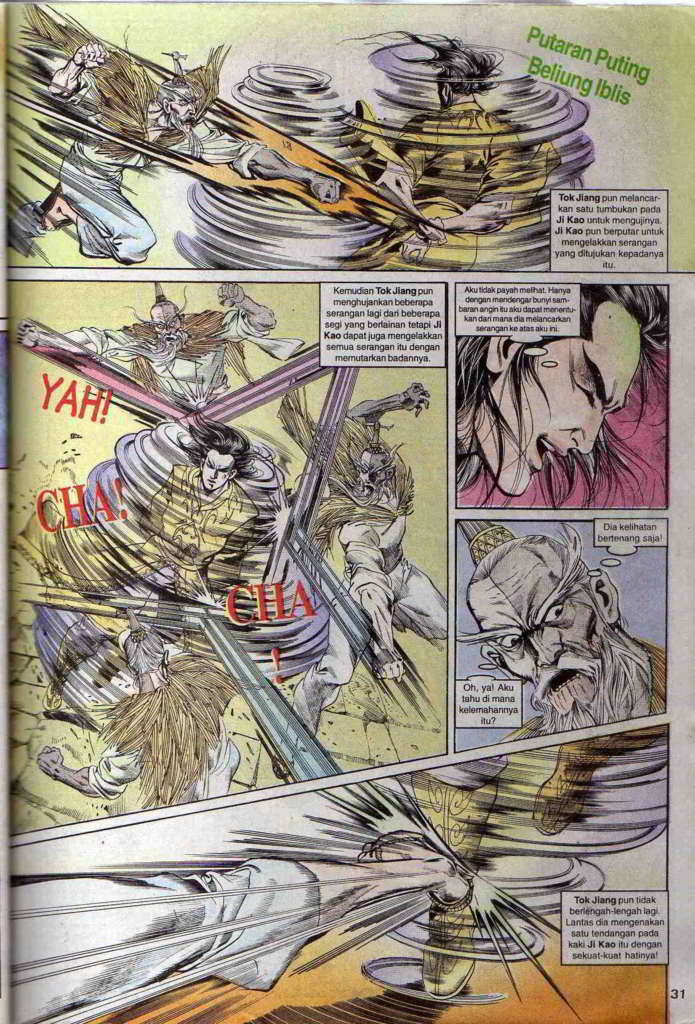 Putaran Puting
Beliung Iblis
Tok Jiang pun melancar-
kan satu tumbukan pada
Ji Kao untuk mengujinya.
Ji Kao pun berputar untuk
mengelakkan serangan
yang ditujukan kepadanya
itu.
Kemudian Tok Jiang pun
menghujankan beberapa
serangan lagi dari beberapa
segi yang berlainan tetapi Ji
Kao dapat juga mengelakkan
semua serangan itu dengan
memutarkan badannya.
YAH!
CHA!
CHA
!
Aku tidak payah melihat. Hanya
dengan mendengar bunyi sam-
baran angin itu aku dapat menentu-
kan dari mana dia melancarkan
serangan ke atas aku ini.
Dia kelihatan
bertenang saja!
Oh, ya! Aku
tahu di mana
kelemahannya
itu?
Tok Jiang pun tidak
berlengah-lengah lagi.
Lantas dia mengenakan
satu tendangan pada
kaki Ji Kao itu dengan
sekuat-kuat hatinya!
31